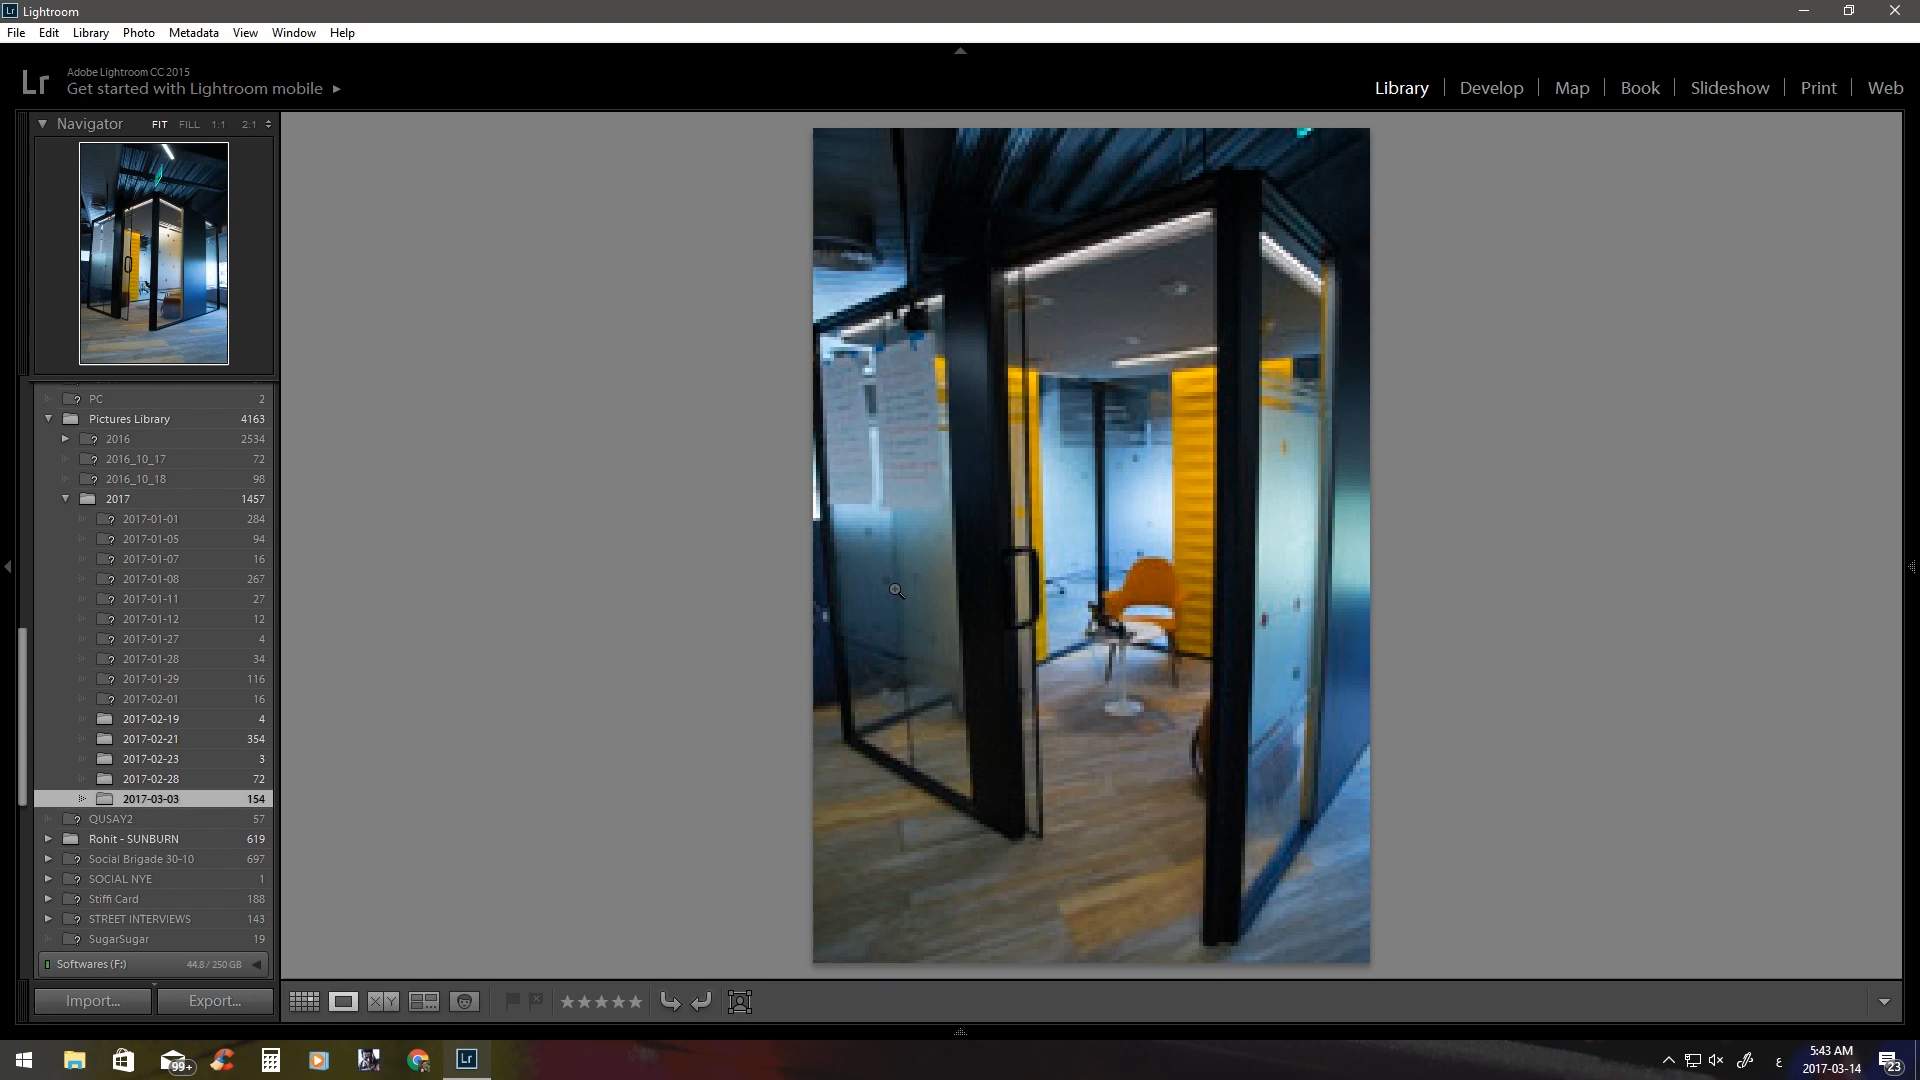 Lr Lightroom
File Edit Library Photo Metadata View Window Help
Lr Adobe Lightroom CC 2015
Get started with Lightroom mobile
Library Develop Map Book Slideshow Print Web
Navigator FIT FILL 1:1 2:1
PC 2
Pictures Library 4163
? 2016 2534
? 2016_10_17 72
? 2016_10_18 98
2017 1457
? 2017-01-01 284
? 2017-01-05 94
? 2017-01-07 16
? 2017-01-08 267
? 2017-01-11 27
? 2017-01-12 12
? 2017-01-27 4
? 2017-01-28 34
? 2017-01-29 116
? 2017-02-01 16
2017-02-19 4
2017-02-21 354
2017-02-23 3
2017-02-28 72
2017-03-03 154
? QUSAY2 57
Rohit - SUNBURN 619
? Social Brigade 30-10 697
? SOCIAL NYE 1
? Stiffi Card 188
? STREET INTERVIEWS 143
? SugarSugar 19
Softwares (F:) 44.8 / 250 GB
Import... Export...
X Y
99+
Lr
ع
5:43 AM
2017-03-14
23